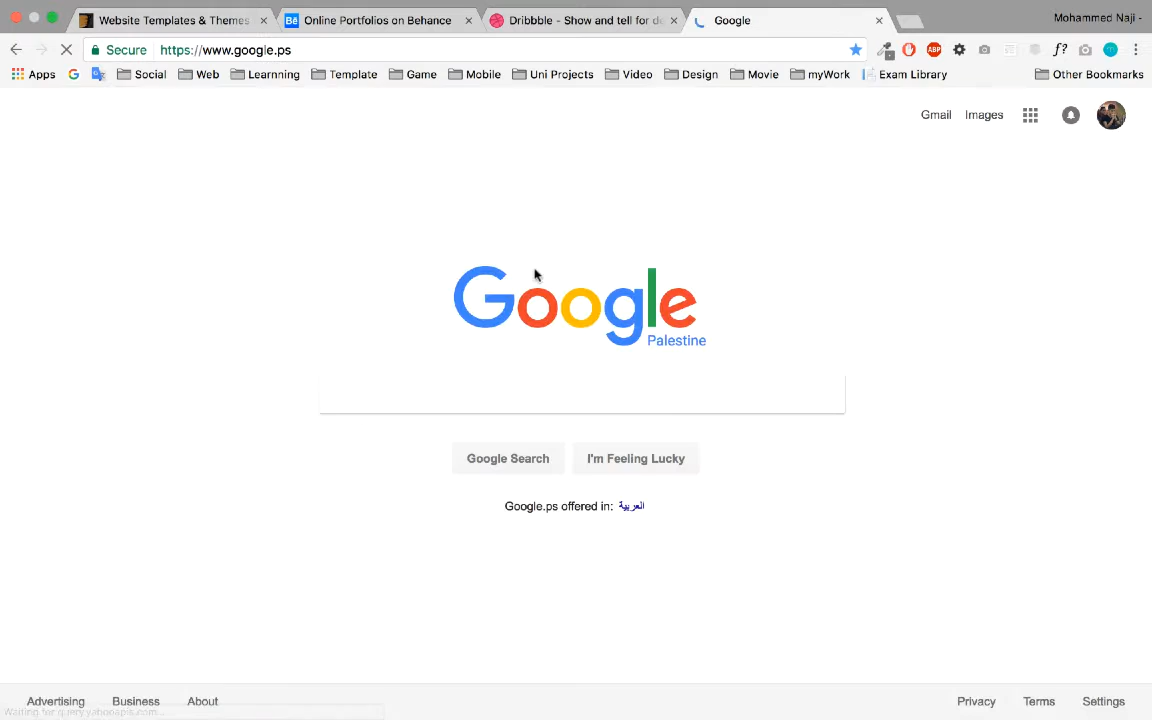 Website Templates & Themes
Online Portfolios on Behance
Dribbble - Show and tell for de
Google
Mohammed Naji -
Secure https://www.google.ps
ABP
f?
Apps
Social
Web
Learnning
Template
Game
Mobile
Uni Projects
Video
Design
Movie
myWork
Exam Library
Other Bookmarks
Gmail Images
Google
Palestine
Google Search I'm Feeling Lucky
Google.ps offered in: العربية
Advertising Business About Privacy Terms Settings